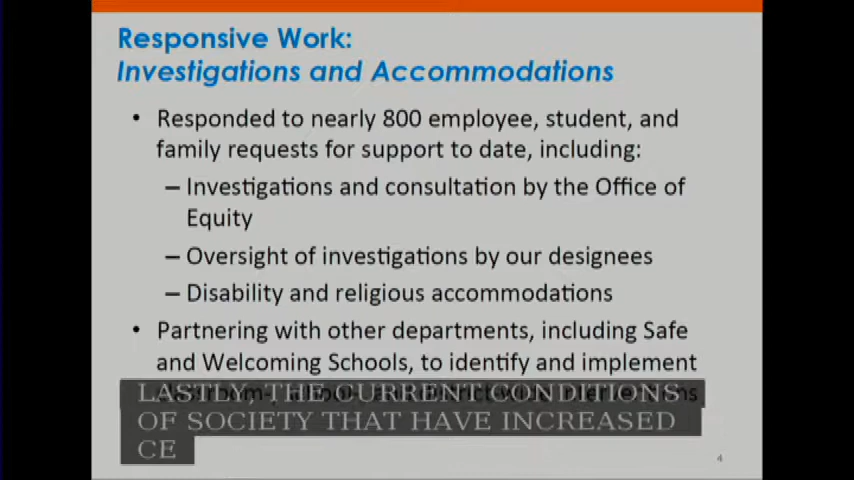 Responsive Work:
Investigations and Accommodations
• Responded to nearly 800 employee, student, and
family requests for support to date, including:
– Investigations and consultation by the Office of
Equity
– Oversight of investigations by our designees
– Disability and religious accommodations
• Partnering with other departments, including Safe
and Welcoming Schools, to identify and implement
LASTLY, THE CURRENT CONDITIONS
OF SOCIETY THAT HAVE INCREASED
CE
4